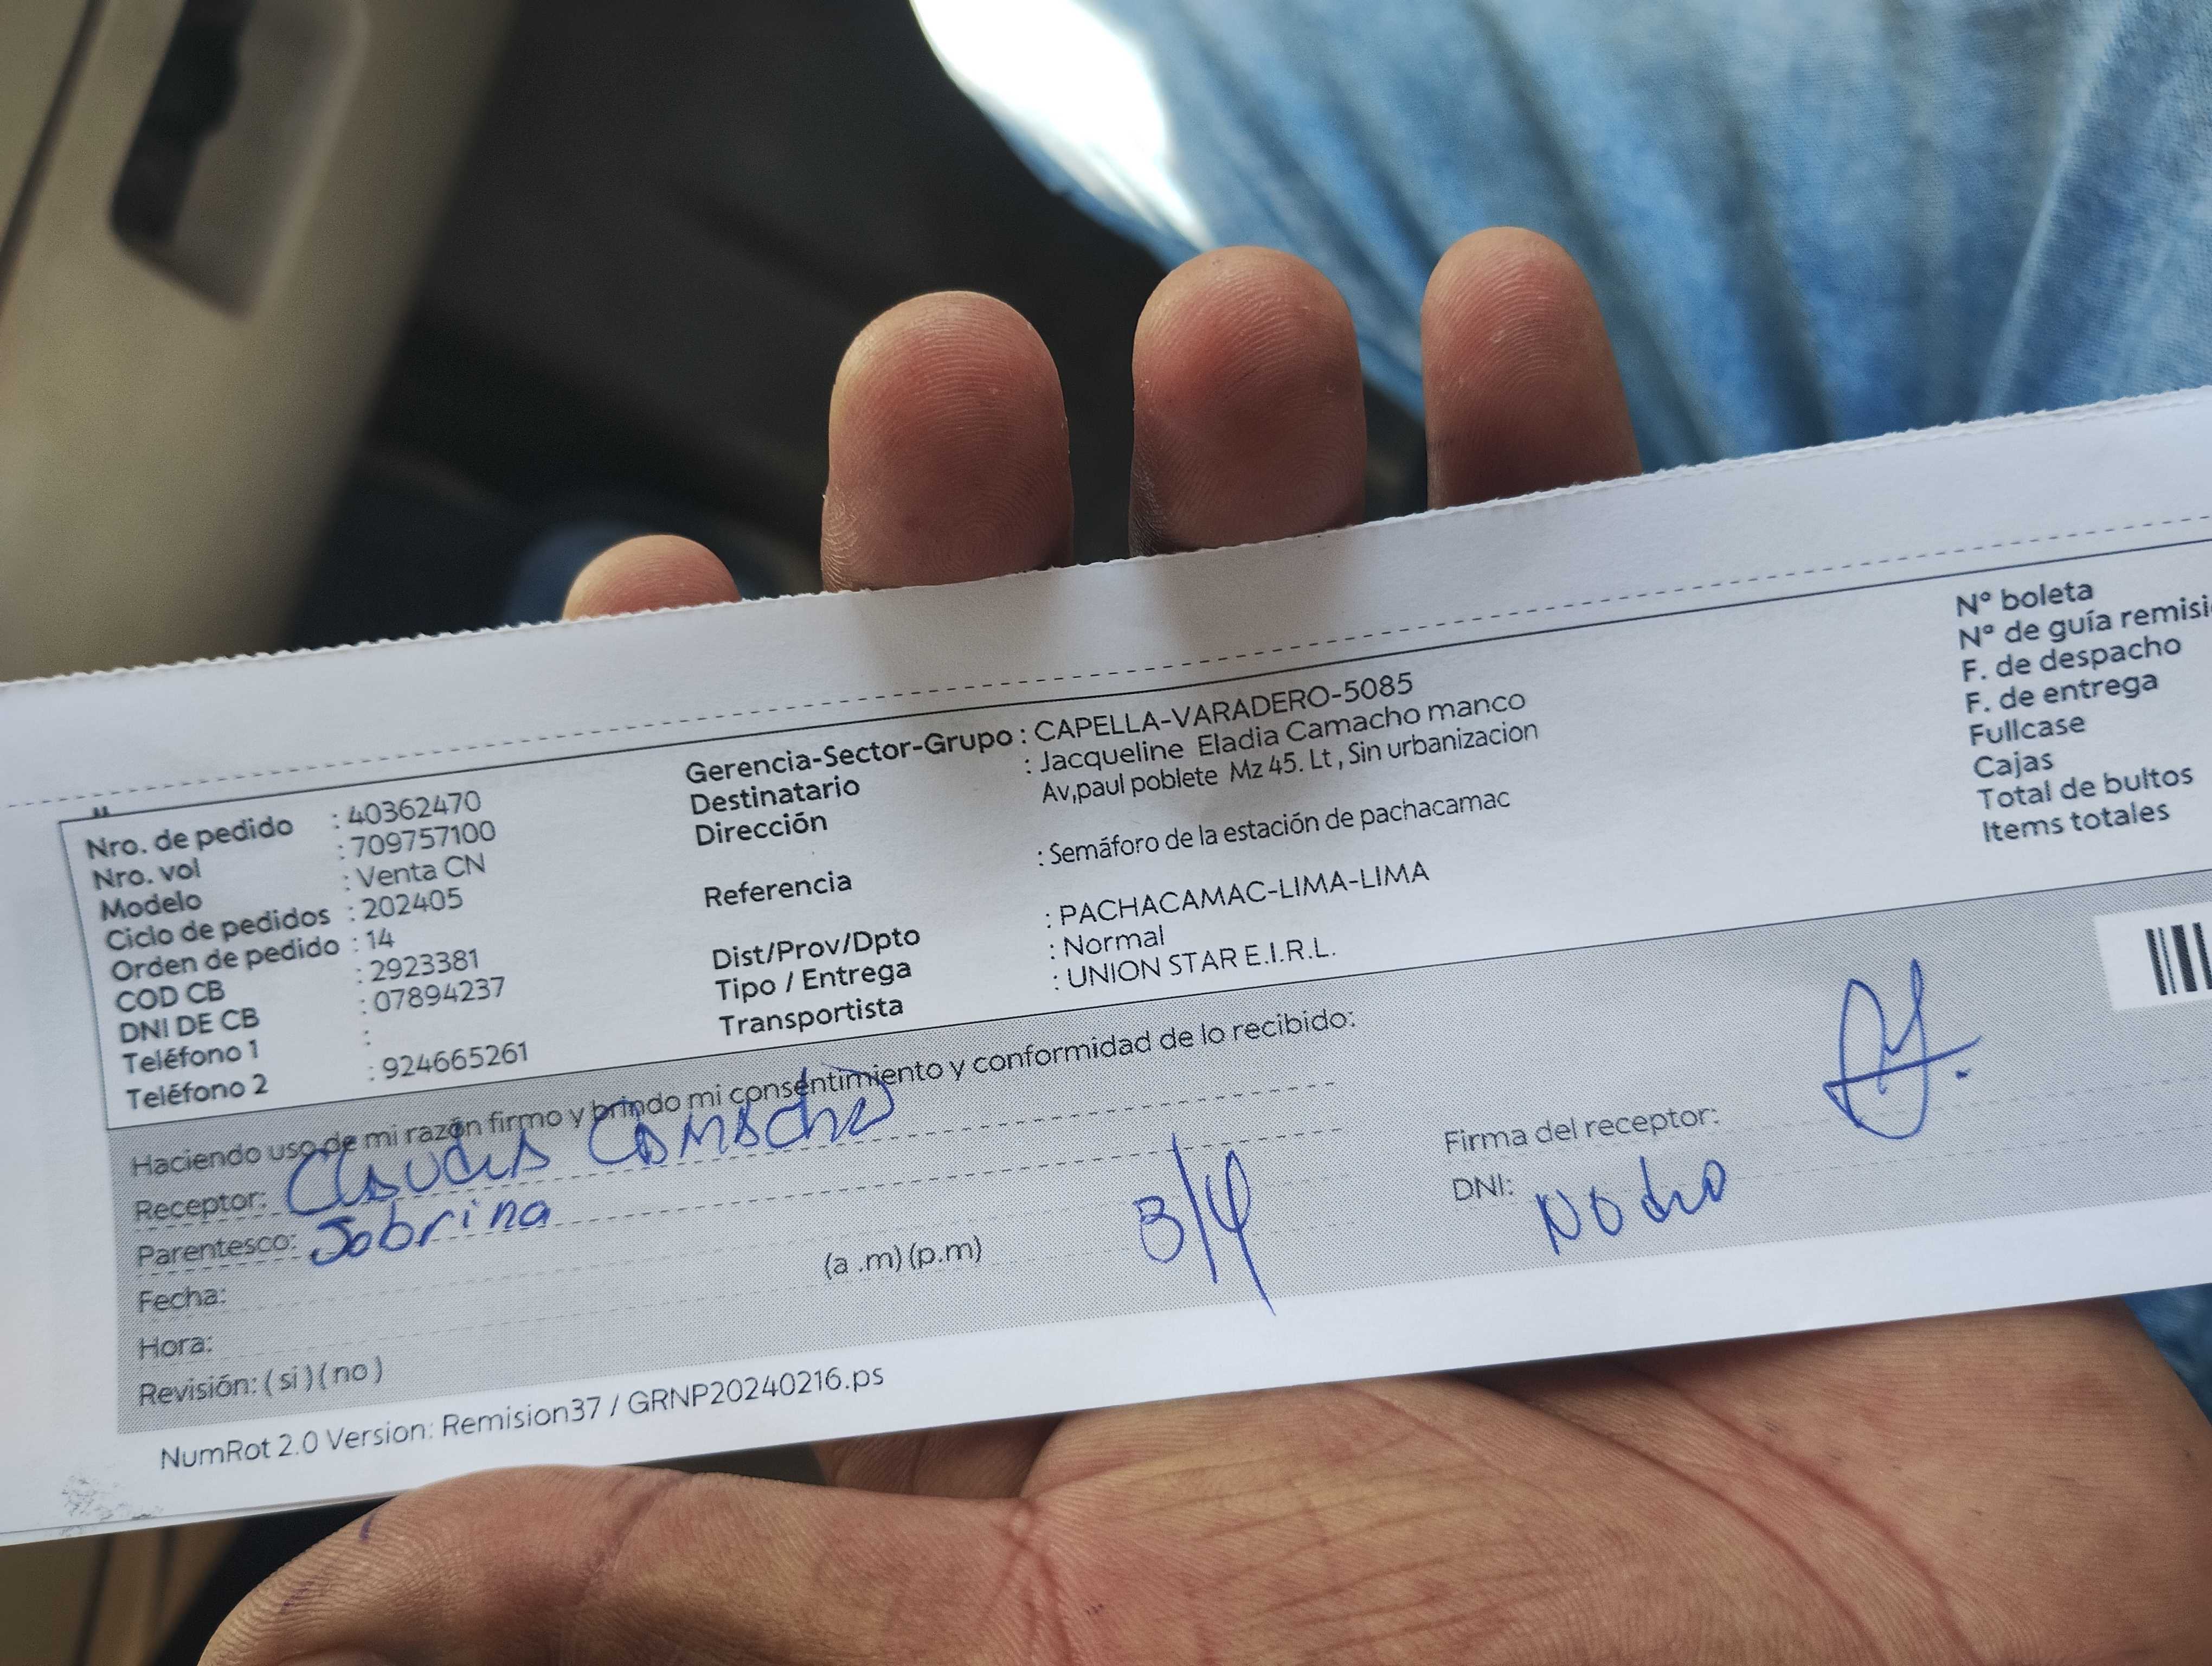 Nro. de pedido : 40362470
Nro. vol : 709757100
Modelo : Venta CN
Ciclo de pedidos : 202405
Orden de pedido : 14
COD CB : 2923381
DNI DE CB : 07894237
Teléfono 1 :
Teléfono 2 : 924665261
Gerencia-Sector-Grupo : CAPELLA-VARADERO-5085
Destinatario : Jacqueline Eladia Camacho manco
Dirección Av,paul poblete Mz 45. Lt , Sin urbanizacion
Referencia : Semáforo de la estación de pachacamac
Dist/Prov/Dpto : PACHACAMAC-LIMA-LIMA
Tipo / Entrega : Normal
Transportista : UNION STAR E.I.R.L.
N° boleta
N° de guía remisi
F. de despacho
F. de entrega
Fullcase
Cajas
Total de bultos
Items totales
Haciendo uso de mi razón firmo y brindo mi consentimiento y conformidad de lo recibido:
Receptor: Claudia Camacho
Parentesco: Sobrina
Fecha:
Hora: (a .m) (p.m)
Revisión: ( si ) ( no )
3/4
Firma del receptor:
DNI: No dio
NumRot 2.0 Version: Remision37 / GRNP20240216.ps